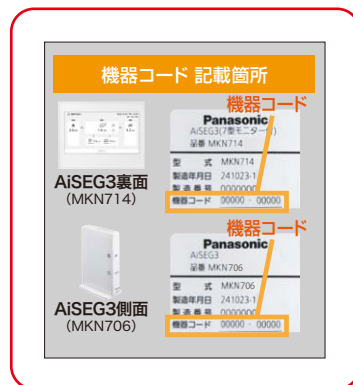 機器コード 記載箇所
機器コード
Panasonic
AiSEG3(7型モニター付)
品番 MKN714
型 式 MKN714
製造年月日 241023-1
製造番号 0000000
機器コード 00000 - 00000
AiSEG3裏面
(MKN714)
機器コード
Panasonic
AiSEG3
品番 MKN706
型 式 MKN706
製造年月日 241023-1
製造番号 0000000
機器コード 00000 - 00000
AiSEG3側面
(MKN706)